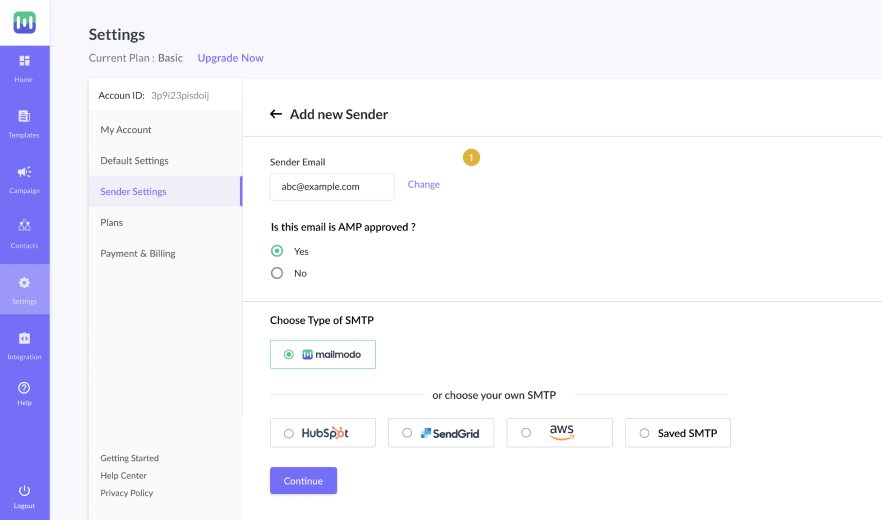 Settings
Current Plan : Basic Upgrade Now
Home
Templates
Campaign
Contacts
Settings
Integration
Help
Logout
Accoun ID: 3p9i23pisdoij
My Account
Default Settings
Sender Settings
Plans
Payment & Billing
Getting Started
Help Center
Privacy Policy
Add new Sender
1
Sender Email
abc@example.com Change
Is this email is AMP approved ?
Yes
No
Choose Type of SMTP
mailmodo
or choose your own SMTP
HubSpot SendGrid aws Saved SMTP
Continue